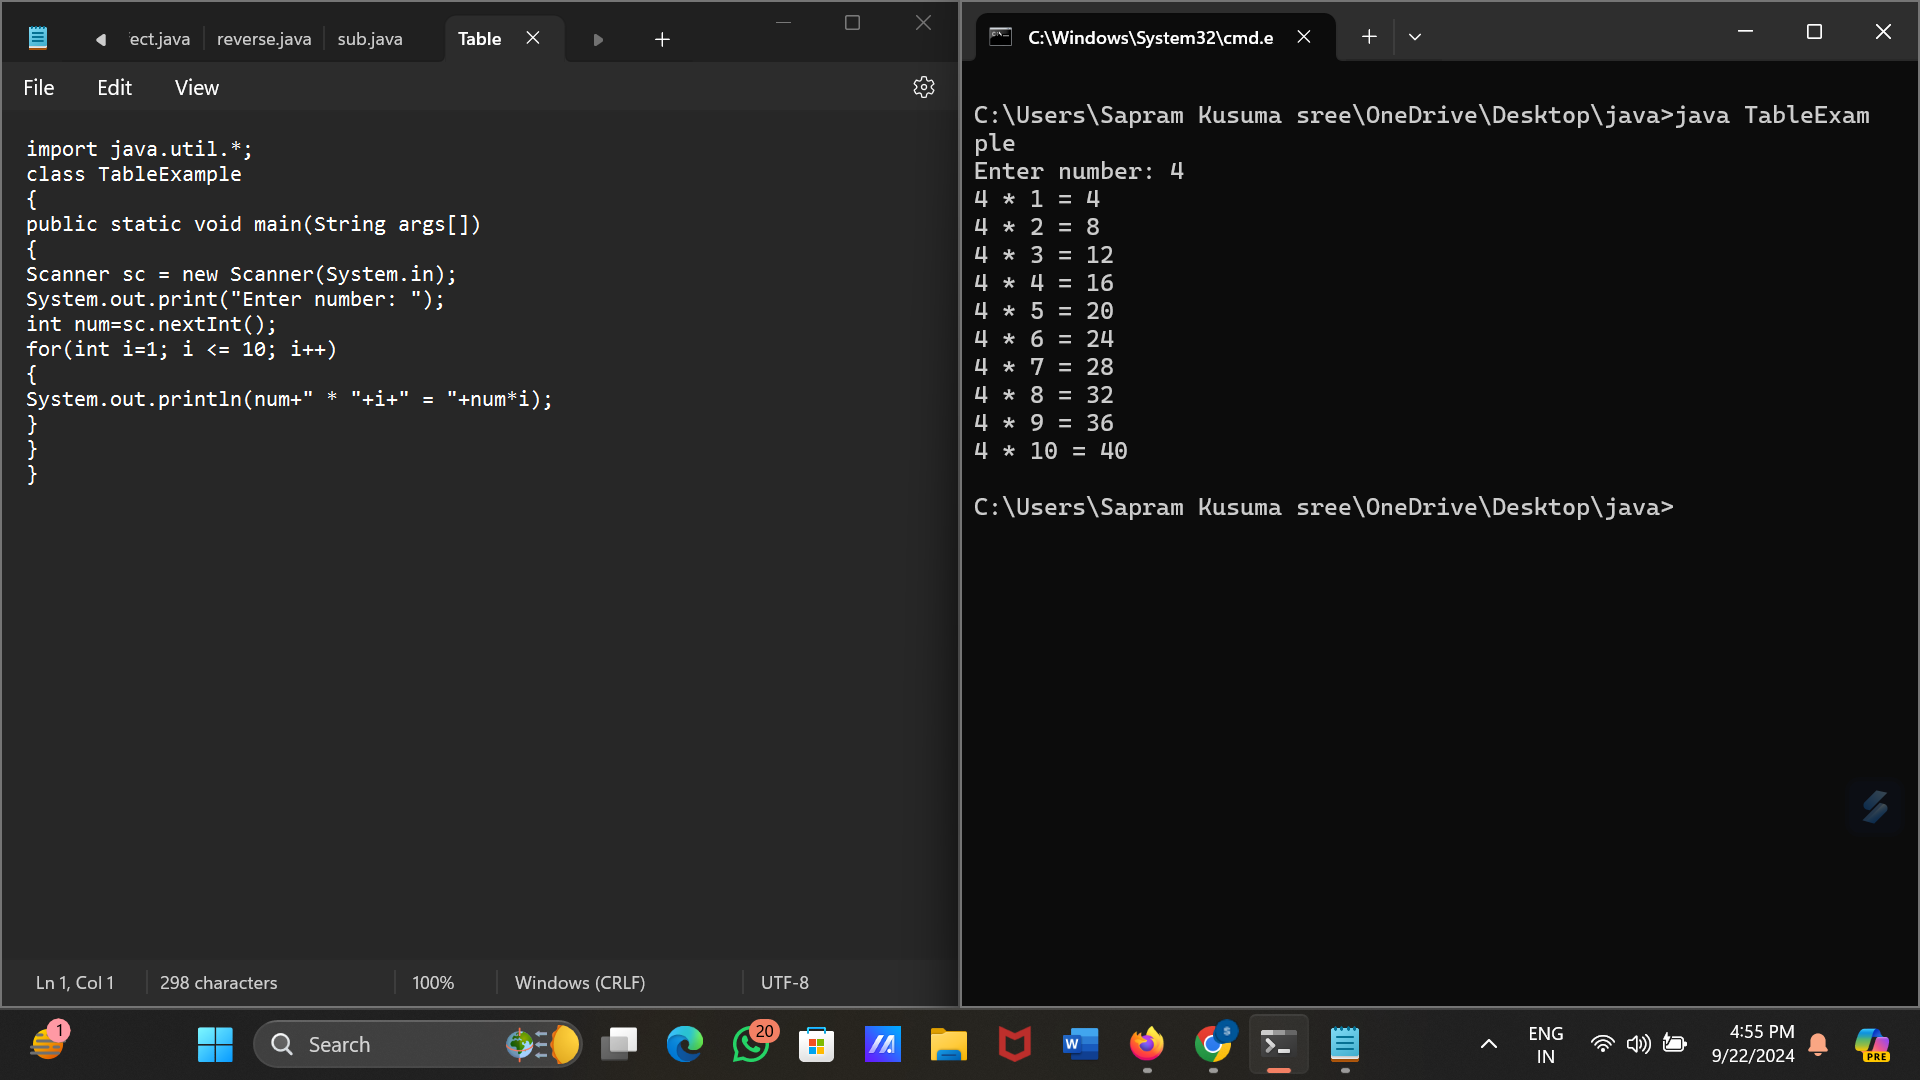 ect.java reverse.java sub.java Table
File Edit View
import java.util.*;
class TableExample
{
public static void main(String args[])
{
Scanner sc = new Scanner(System.in);
System.out.print("Enter number: ");
int num=sc.nextInt();
for(int i=1; i <= 10; i++)
{
System.out.println(num+" * "+i+" = "+num*i);
}
}
}
Ln 1, Col 1 298 characters 100% Windows (CRLF) UTF-8
C:\Windows\System32\cmd.e
C:\Users\Sapram Kusuma sree\OneDrive\Desktop\java>java TableExam
ple
Enter number: 4
4 * 1 = 4
4 * 2 = 8
4 * 3 = 12
4 * 4 = 16
4 * 5 = 20
4 * 6 = 24
4 * 7 = 28
4 * 8 = 32
4 * 9 = 36
4 * 10 = 40
C:\Users\Sapram Kusuma sree\OneDrive\Desktop\java>
1
Search
20
W
S
ENG
IN
4:55 PM
9/22/2024
PRE